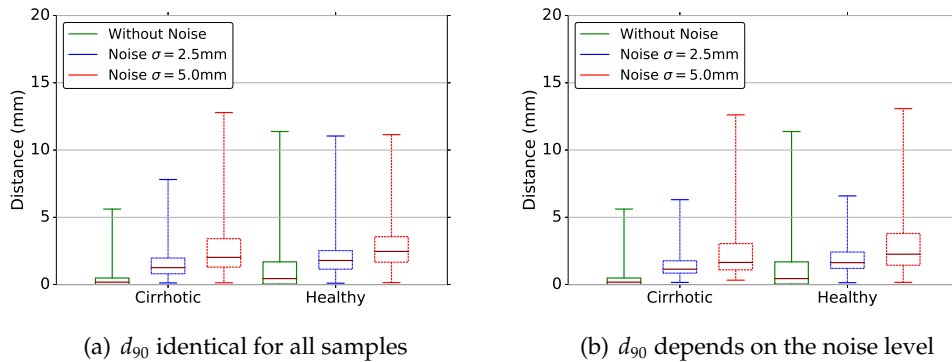 20
15
10
5
0
Distance (mm)
Without Noise
Noise σ = 2.5mm
Noise σ = 5.0mm
Cirrhotic
Healthy
(a) d90 identical for all samples
20
15
10
5
0
Distance (mm)
Without Noise
Noise σ = 2.5mm
Noise σ = 5.0mm
Cirrhotic
Healthy
(b) d90 depends on the noise level